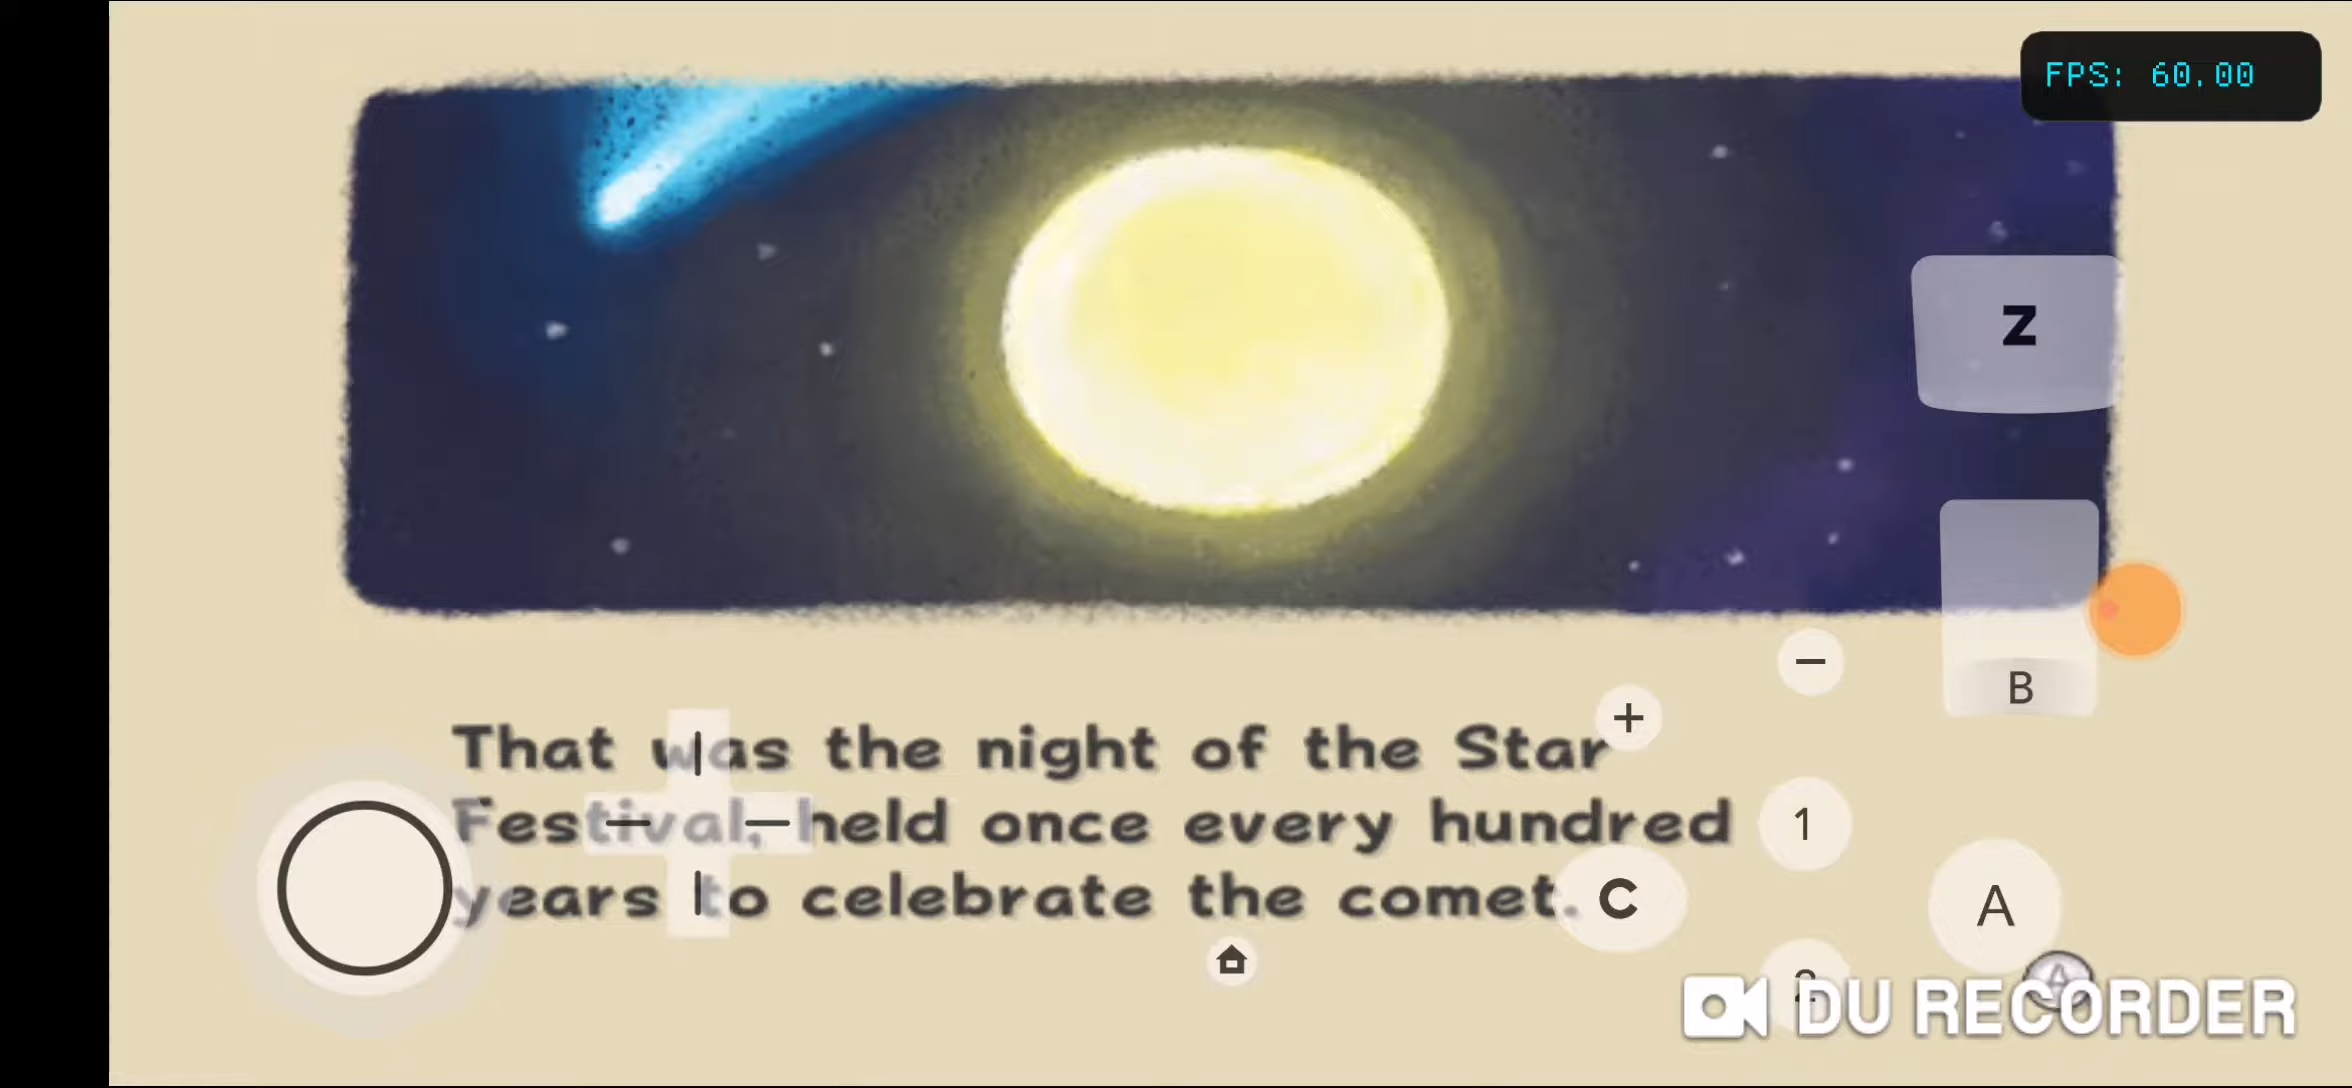 FPS: 60.00
Z
B
That was the night of the Star
Festival, held once every hundred
years to celebrate the comet.
+
−
1
C
A
2
A
DU RECORDER